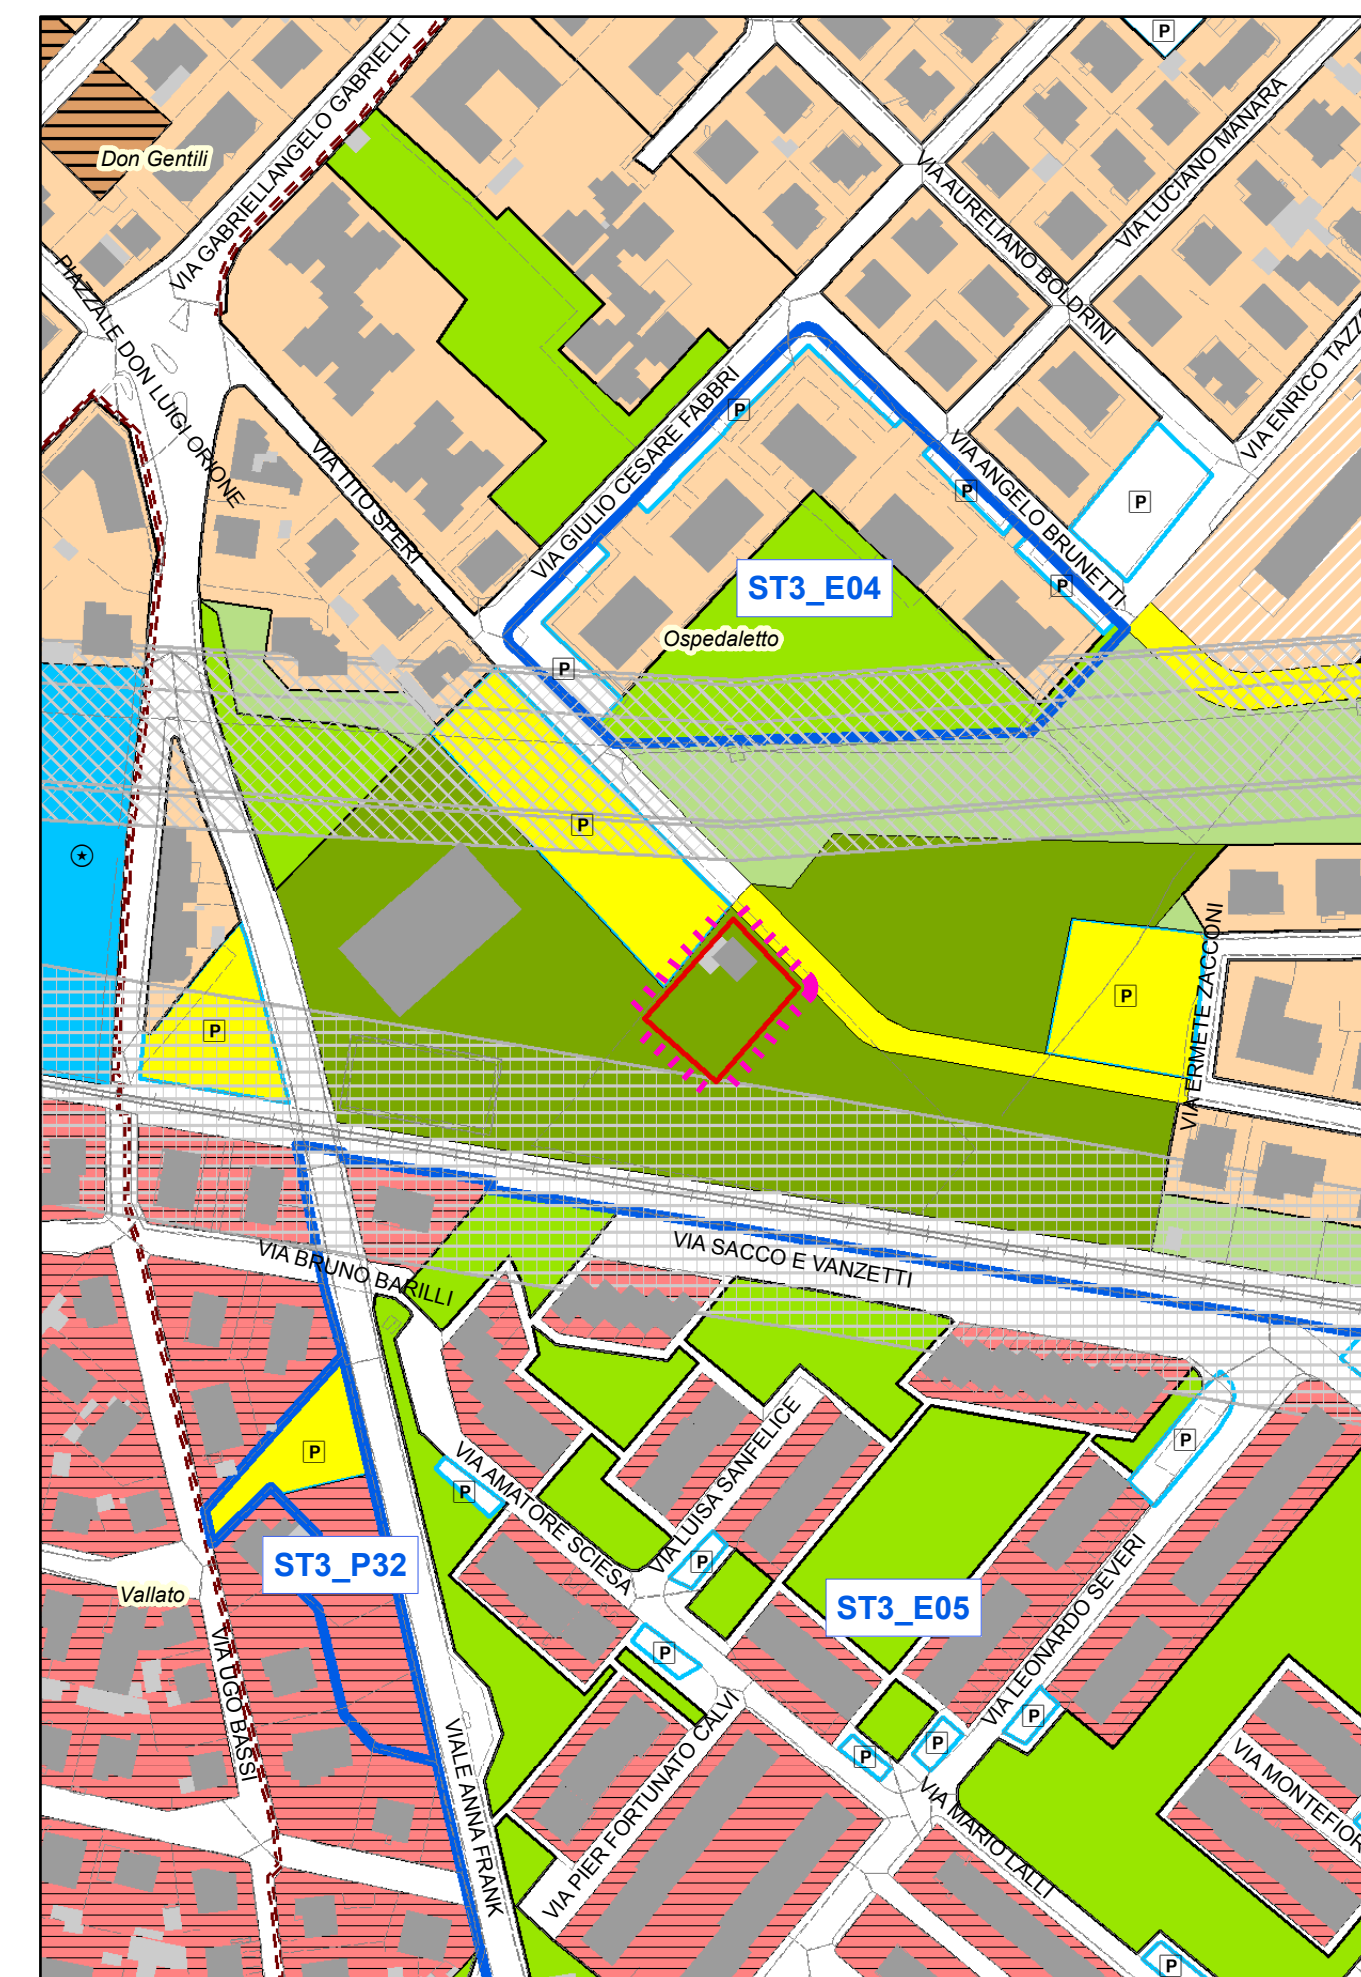 P
VIA GABRIELLANGELO GABRIELLI
Don Gentili
VIA LUCIANO MANARA
VIA AURELIANO BOLDRINI
PIAZZALE DON LUIGI ORIONE
VIA ENRICO TAZZ
P
VIA TITO SPERI
VIA GIULIO CESARE FABBRI
VIA ANGELO BRUNETTI
P
P
P
ST3_E04
Ospedaletto
P
P
P
P
VIA ERMETE ZACCONI
P
VIA SACCO E VANZETTI
VIA BRUNO BARILLI
P
P
VIA AMATORE SCIESA
VIA LUISA SANFELICE
P
P
ST3_P32
Vallato
ST3_E05
VIA LEONARDO SEVERI
P
VIA UGO BASSI
VIALE ANNA FRANK
VIA PIER FORTUNATO CALVI
P
P
P
VIA MONTEFIOR
VIA MARIO LALLI
P